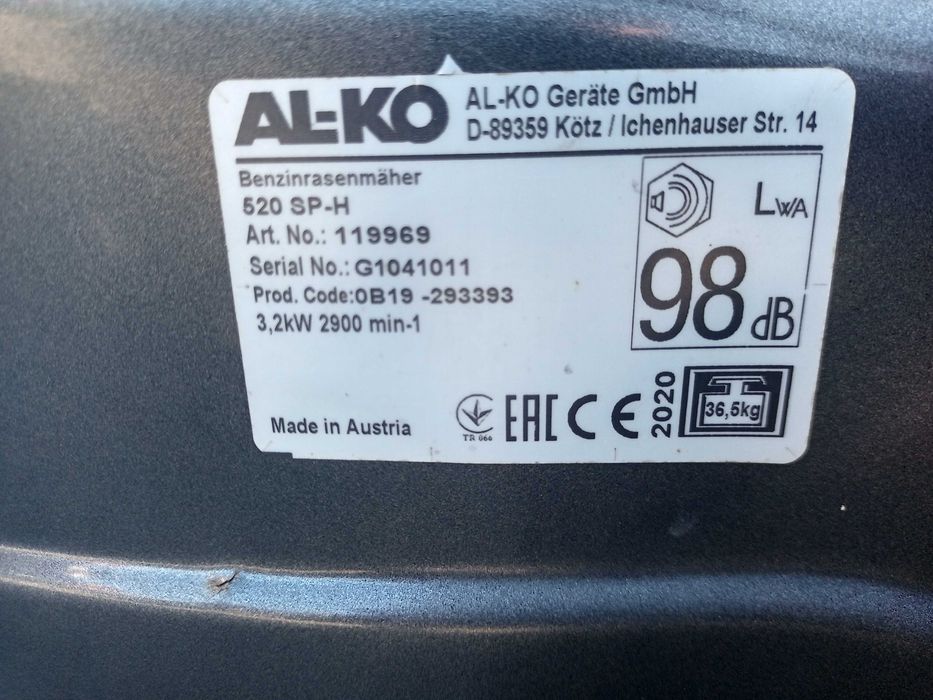 AL-KO
AL-KO Geräte GmbH
D-89359 Kötz / Ichenhauser Str. 14
Benzinrasenmäher
520 SP-H
Art. No.: 119969
Serial No.: G1041011
Prod. Code:0B19 -293393
3,2kW 2900 min-1
LWA
98 dB
Made in Austria
TR 066
EAC CE
2020
36,5kg